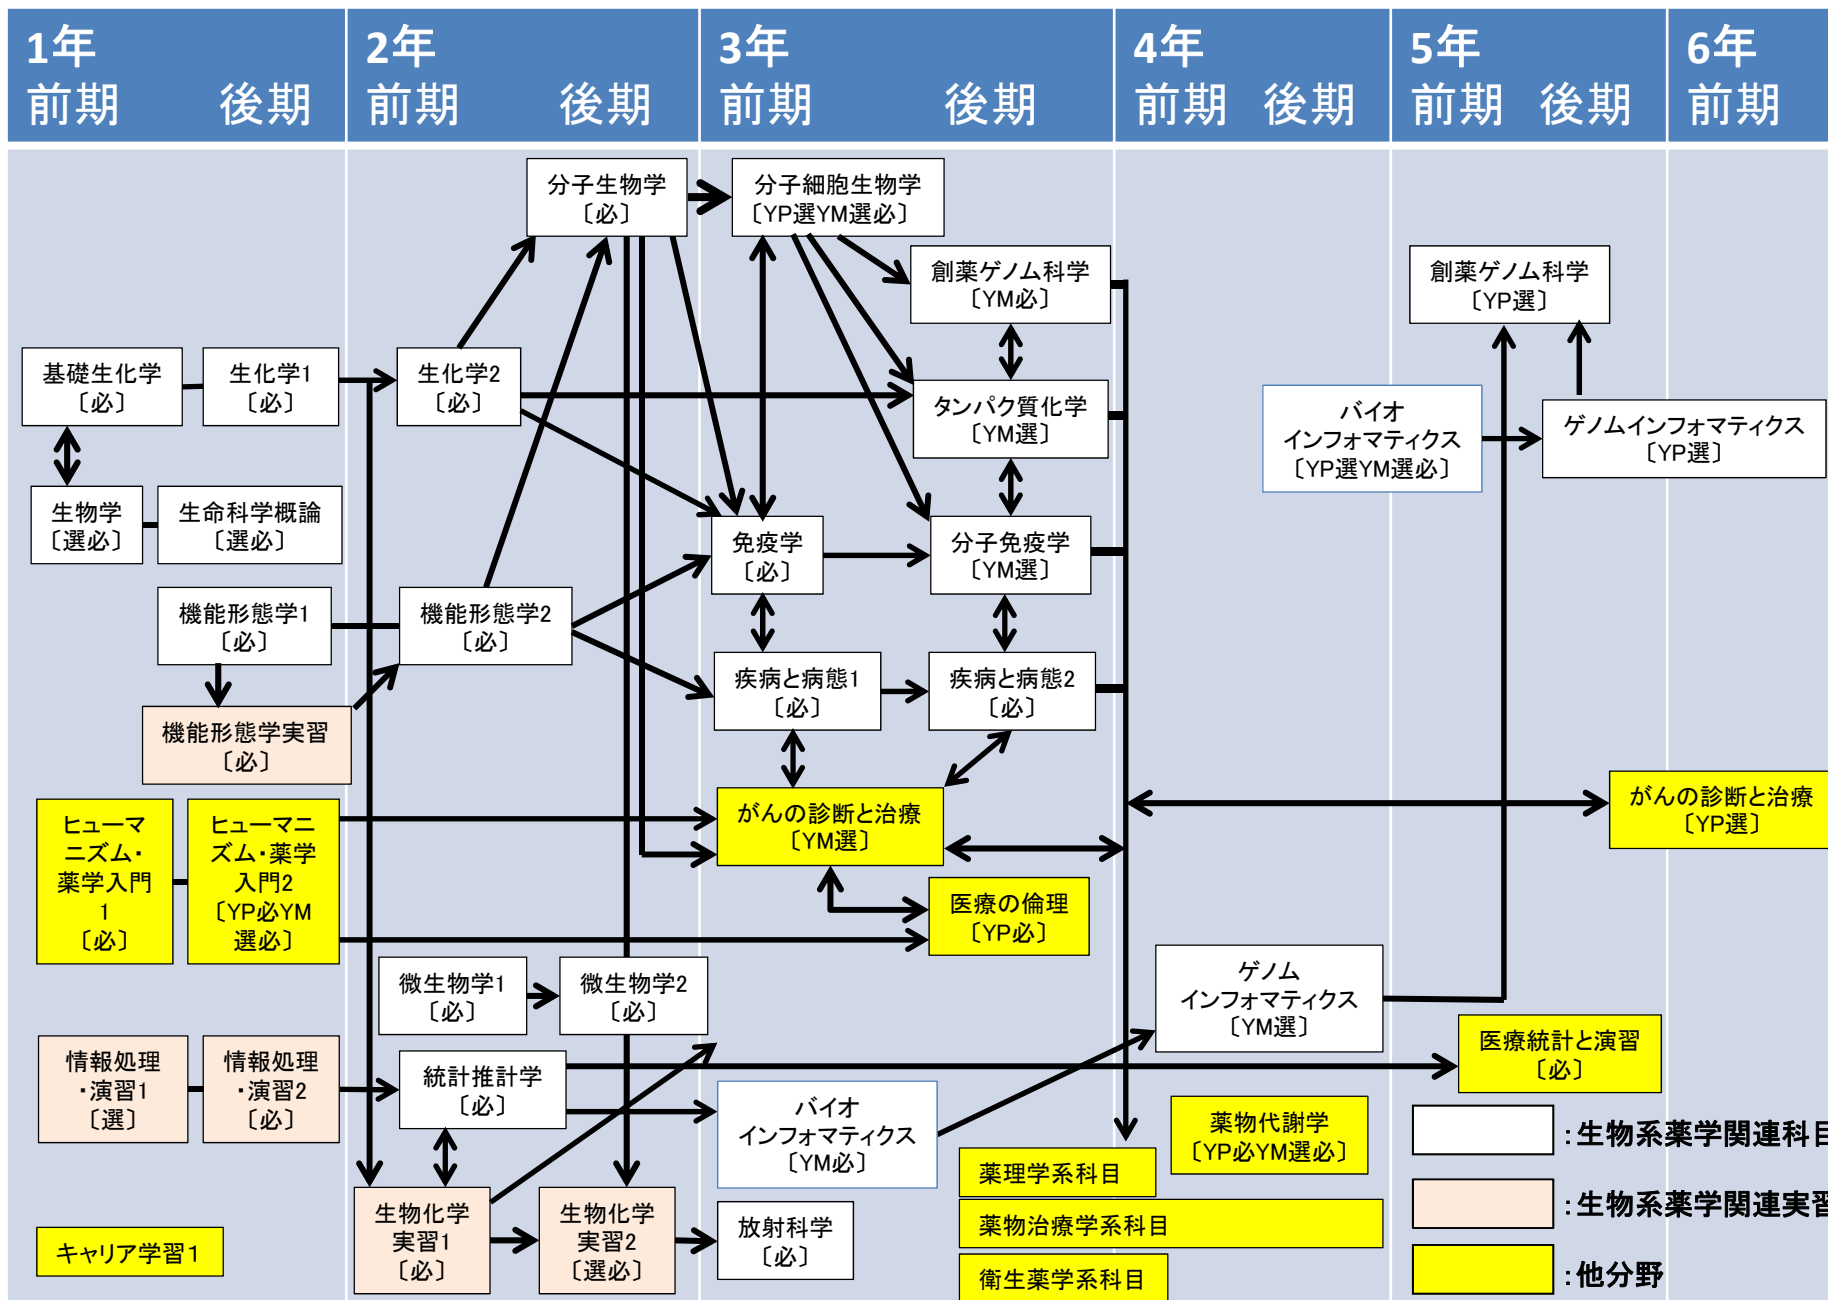 1年
前期 後期
2年
前期 後期
3年
前期 後期
4年
前期 後期
5年
前期 後期
6年
前期
分子生物学
〔必〕
分子細胞生物学
〔YP選YM選必〕
創薬ゲノム科学
〔YM必〕
創薬ゲノム科学
〔YP選〕
基礎生化学
〔必〕
生化学1
〔必〕
生化学2
〔必〕
タンパク質化学
〔YM選〕
バイオ
インフォマティクス
〔YP選YM選必〕
ゲノムインフォマティクス
〔YP選〕
生物学
〔選必〕
生命科学概論
〔選必〕
免疫学
〔必〕
分子免疫学
〔YM選〕
機能形態学1
〔必〕
機能形態学2
〔必〕
疾病と病態1
〔必〕
疾病と病態2
〔必〕
機能形態学実習
〔必〕
ヒューマ
ニズム・
薬学入門
1
〔必〕
ヒューマニ
ズム・薬学
入門2
〔YP必YM
選必〕
がんの診断と治療
〔YM選〕
がんの診断と治療
〔YP選〕
医療の倫理
〔YP必〕
微生物学1
〔必〕
微生物学2
〔必〕
ゲノム
インフォマティクス
〔YM選〕
情報処理
・演習1
〔選〕
情報処理
・演習2
〔必〕
統計推計学
〔必〕
医療統計と演習
〔必〕
バイオ
インフォマティクス
〔YM必〕
薬物代謝学
〔YP必YM選必〕
：生物系薬学関連科目
薬理学系科目
生物化学
実習1
〔必〕
生物化学
実習2
〔選必〕
放射科学
〔必〕
薬物治療学系科目
：生物系薬学関連実習
キャリア学習1
衛生薬学系科目
：他分野